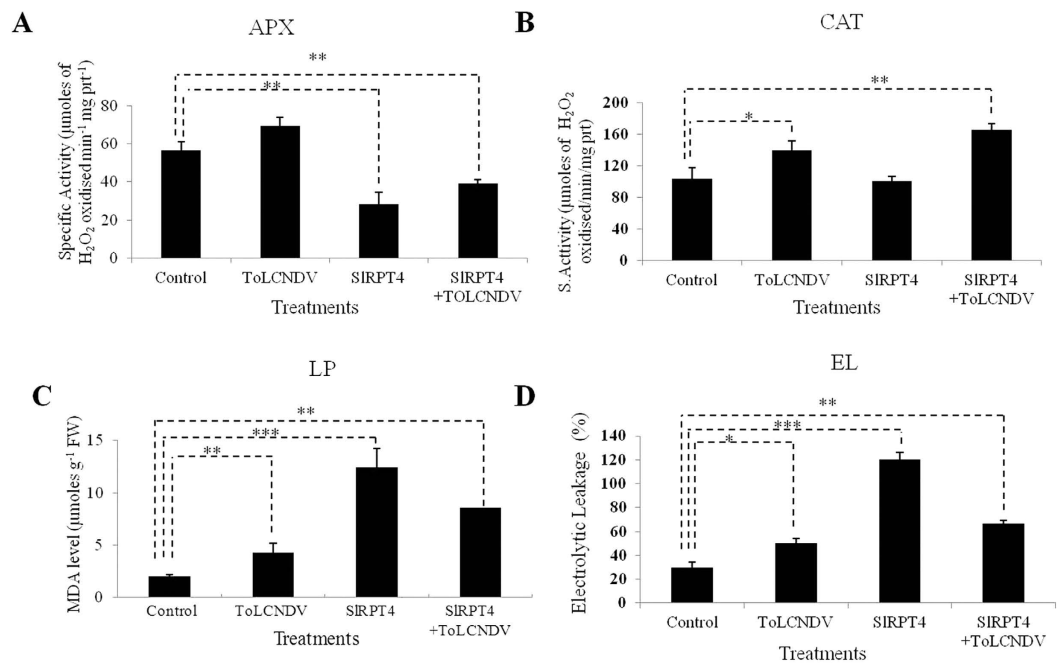 A
APX
**
**
Specific Activity (µmoles of
H₂O₂ oxidised min⁻¹ mg prt⁻¹)
80
60
40
20
0
Control
ToLCNDV
SlRPT4
SlRPT4
+TOLCNDV
Treatments
B
CAT
**
*
S.Acttivity (µmoles of H₂O₂
oxidised/min/mg prt)
200
160
120
80
40
0
Control
ToLCNDV
SlRPT4
SlRPT4
+ToLCNDV
Treatments
C
LP
**
***
**
MDA level (µmoles g⁻¹ FW)
15
10
5
0
Control
ToLCNDV
SlRPT4
SlRPT4
+ToLCNDV
Treatments
D
EL
**
***
*
Electrolytic Leakage (%)
140
120
100
80
60
40
20
0
Control
ToLCNDV
SlRPT4
SlRPT4
+ToLCNDV
Treatments